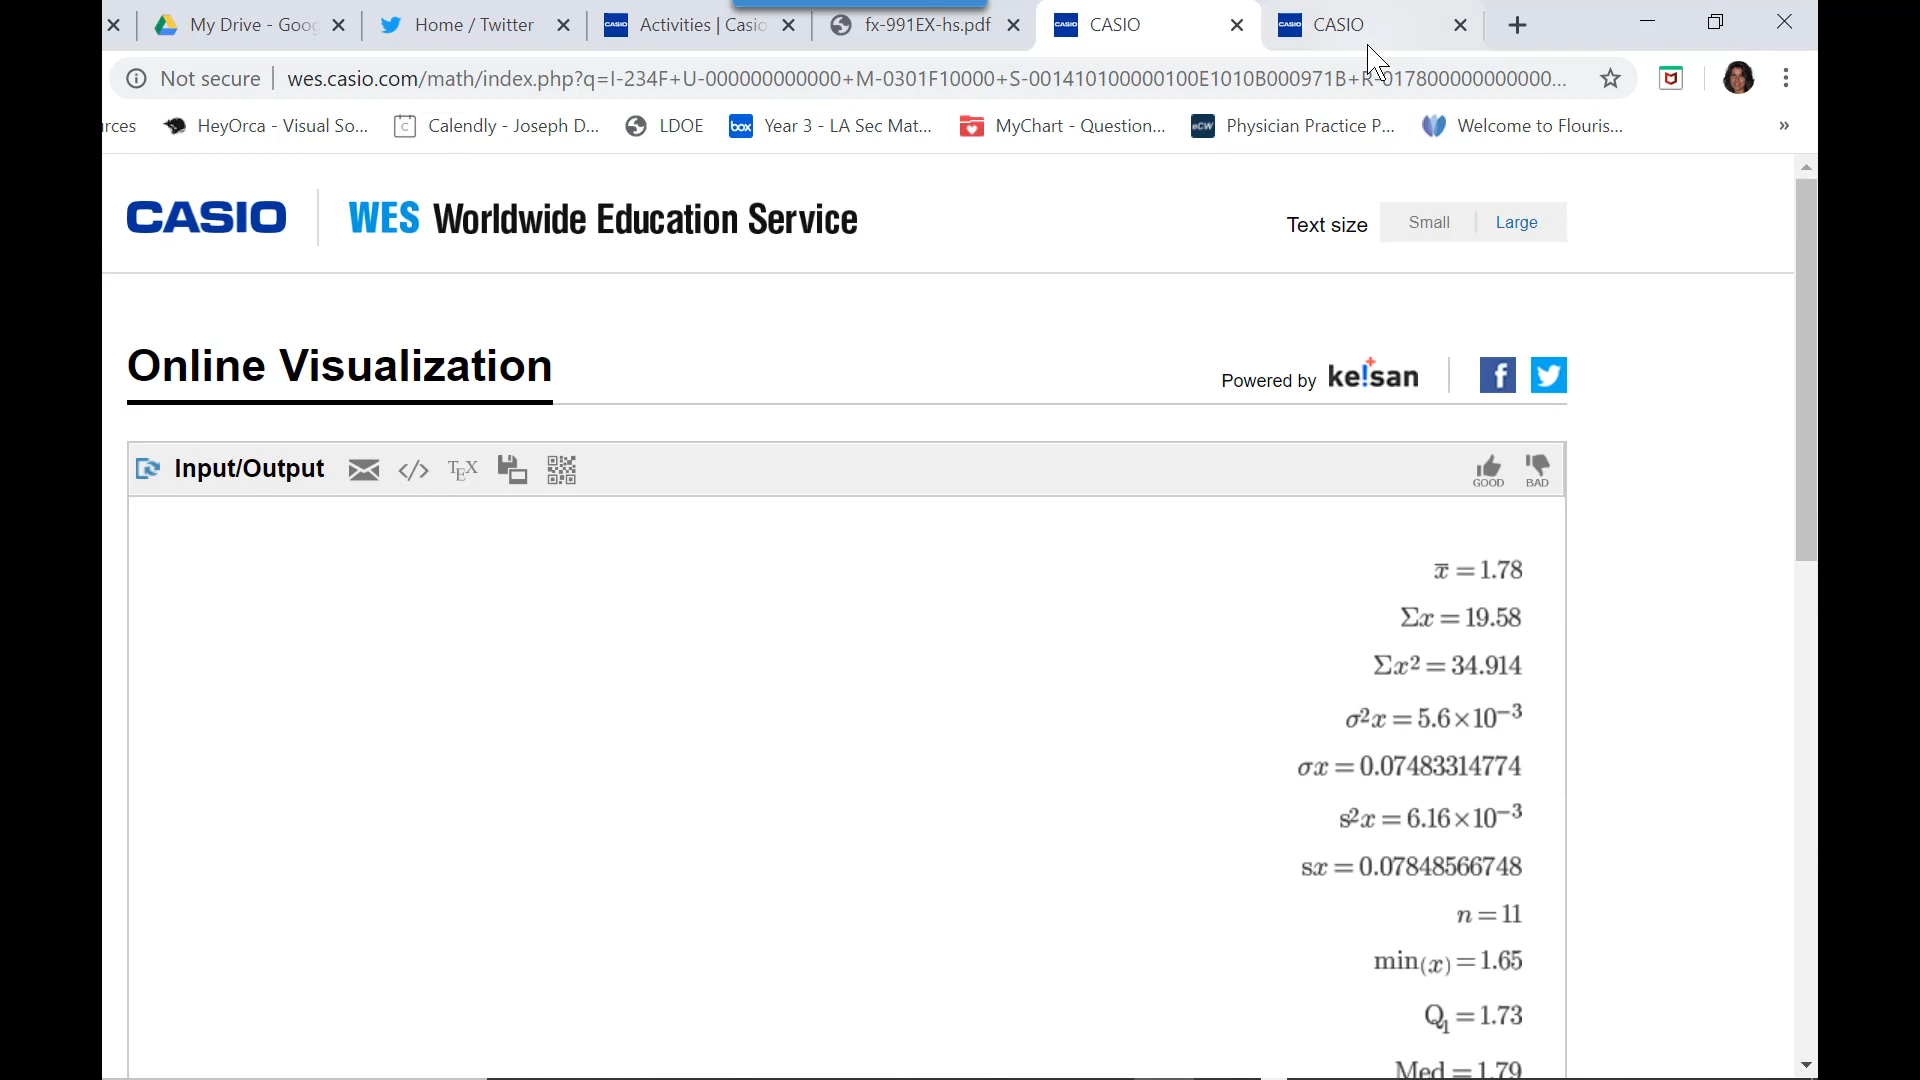 My Drive - Goog
Home / Twitter
Activities | Casio
fx-991EX-hs.pdf
CASIO
CASIO
Not secure
wes.casio.com/math/index.php?q=I-234F+U-000000000000+M-0301F10000+S-001410100000100E1010B000971B+R-017800000000000...
rces
HeyOrca - Visual So...
Calendly - Joseph D...
LDOE
box
Year 3 - LA Sec Mat...
MyChart - Question...
eCW
Physician Practice P...
Welcome to Flouris...
»
CASIO
WES Worldwide Education Service
Text size
Small
Large
Online Visualization
Powered by ke!san
Input/Output
</>
TEX
GOOD
BAD
x̅ = 1.78
Σx = 19.58
Σx² = 34.914
σ²x = 5.6×10⁻³
σx = 0.07483314774
s²x = 6.16×10⁻³
sx = 0.07848566748
n = 11
min(x) = 1.65
Q₁ = 1.73
Med = 1.79